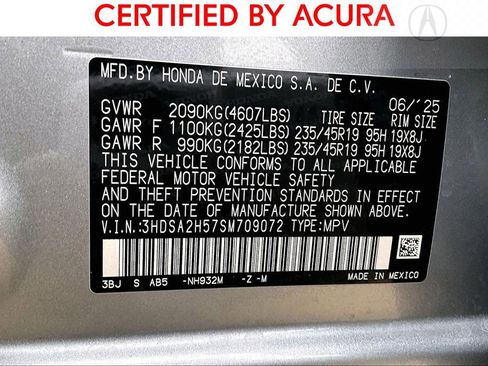 CERTIFIED BY ACURA
MFD.BY HONDA DE MEXICO S.A. DE C.V.
06/'25
GVWR 2090KG(4607LBS) TIRE SIZE RIM SIZE
GAWR F 1100KG(2425LBS) 235/45R19 95H 19X8J
GAWR R 990KG(2182LBS) 235/45R19 95H 19X8J
THIS VEHICLE CONFORMS TO ALL APPLICABLE
FEDERAL MOTOR VEHICLE SAFETY
AND THEFT PREVENTION STANDARDS IN EFFECT
ON THE DATE OF MANUFACTURE SHOWN
ABOVE.
V.I.N.:3HDSA2H57SM709072 TYPE:MPV
3BJ S AB5 -NH932M -Z -M MADE IN MEXICO